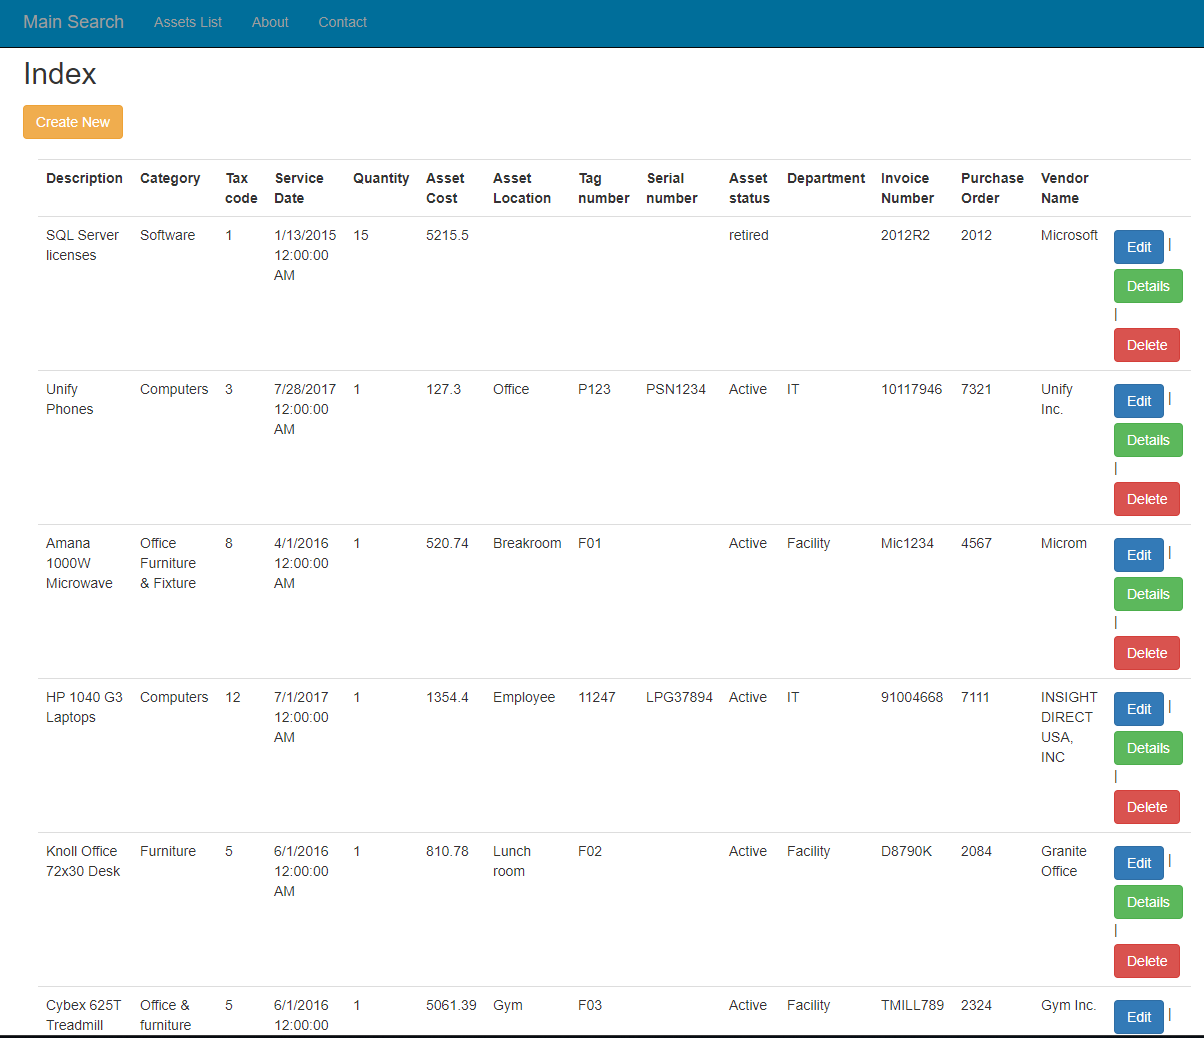 Main Search Assets List About Contact
Index
Create New
Description Category Tax code Service Date Quantity Asset Cost Asset Location Tag number Serial number Asset status Department Invoice Number Purchase Order Vendor Name
SQL Server licenses Software 1 1/13/2015 12:00:00 AM 15 5215.5 retired 2012R2 2012 Microsoft Edit | Details | Delete
Unify Phones Computers 3 7/28/2017 12:00:00 AM 1 127.3 Office P123 PSN1234 Active IT 10117946 7321 Unify Inc. Edit | Details | Delete
Amana 1000W Microwave Office Furniture & Fixture 8 4/1/2016 12:00:00 AM 1 520.74 Breakroom F01 Active Facility Mic1234 4567 Microm Edit | Details | Delete
HP 1040 G3 Laptops Computers 12 7/1/2017 12:00:00 AM 1 1354.4 Employee 11247 LPG37894 Active IT 91004668 7111 INSIGHT DIRECT USA, INC Edit | Details | Delete
Knoll Office 72x30 Desk Furniture 5 6/1/2016 12:00:00 AM 1 810.78 Lunch room F02 Active Facility D8790K 2084 Granite Office Edit | Details | Delete
Cybex 625T Treadmill Office & furniture 5 6/1/2016 12:00:00 1 5061.39 Gym F03 Active Facility TMILL789 2324 Gym Inc. Edit |